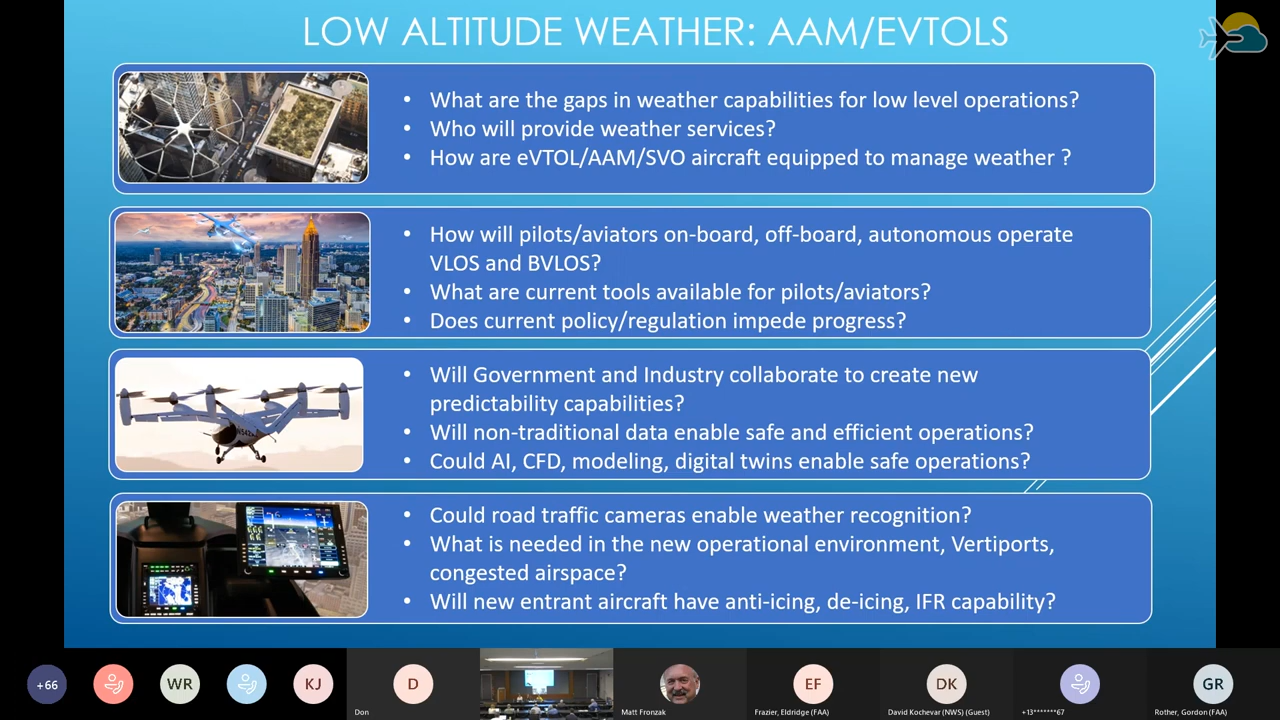 LOW ALTITUDE WEATHER: AAM/EVTOLS
• What are the gaps in weather capabilities for low level operations?
• Who will provide weather services?
• How are eVTOL/AAM/SVO aircraft equipped to manage weather ?
• How will pilots/aviators on-board, off-board, autonomous operate
VLOS and BVLOS?
• What are current tools available for pilots/aviators?
• Does current policy/regulation impede progress?
• Will Government and Industry collaborate to create new
predictability capabilities?
• Will non-traditional data enable safe and efficient operations?
• Could AI, CFD, modeling, digital twins enable safe operations?
• Could road traffic cameras enable weather recognition?
• What is needed in the new operational environment, Vertiports,
congested airspace?
• Will new entrant aircraft have anti-icing, de-icing, IFR capability?
+66
WR
KJ
D
EF
DK
GR
Don
Matt Fronzak
Frazier, Eldridge (FAA)
David Kochevar (NWS) (Guest)
+13*******67
Rother, Gordon (FAA)